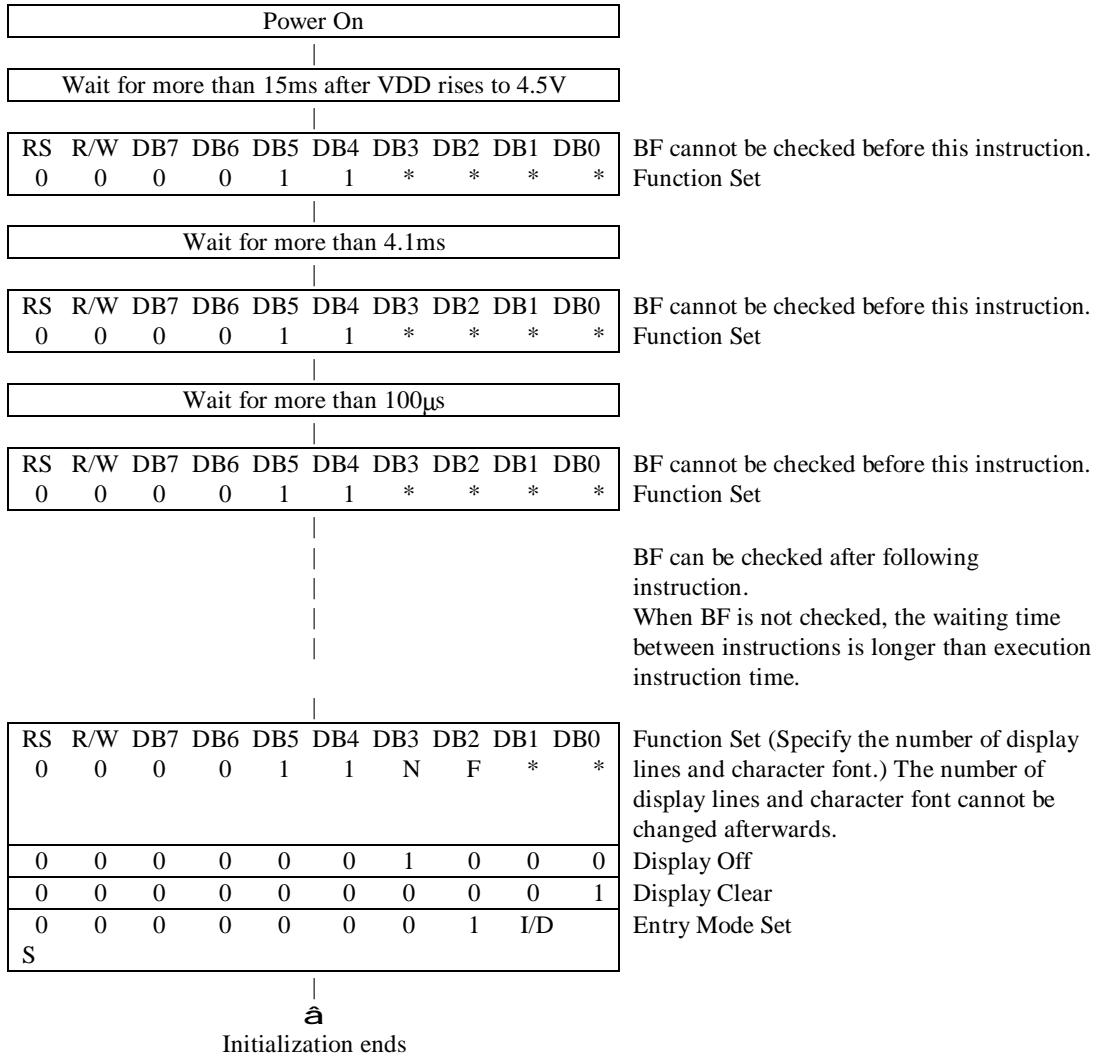 Power On
|
Wait for more than 15ms after VDD rises to 4.5V
|
RS R/W DB7 DB6 DB5 DB4 DB3 DB2 DB1 DB0 BF cannot be checked before this instruction.
0 0 0 0 1 1 * * * * Function Set
|
Wait for more than 4.1ms
|
RS R/W DB7 DB6 DB5 DB4 DB3 DB2 DB1 DB0 BF cannot be checked before this instruction.
0 0 0 0 1 1 * * * * Function Set
|
Wait for more than 100µs
|
RS R/W DB7 DB6 DB5 DB4 DB3 DB2 DB1 DB0 BF cannot be checked before this instruction.
0 0 0 0 1 1 * * * * Function Set
|
| BF can be checked after following
| instruction.
| When BF is not checked, the waiting time
| between instructions is longer than execution
instruction time.
|
RS R/W DB7 DB6 DB5 DB4 DB3 DB2 DB1 DB0 Function Set (Specify the number of display
0 0 0 0 1 1 N F * * lines and character font.) The number of
display lines and character font cannot be
changed afterwards.
0 0 0 0 0 0 1 0 0 0 Display Off
0 0 0 0 0 0 0 0 0 1 Display Clear
0 0 0 0 0 0 0 1 I/D Entry Mode Set
S
|
â
Initialization ends